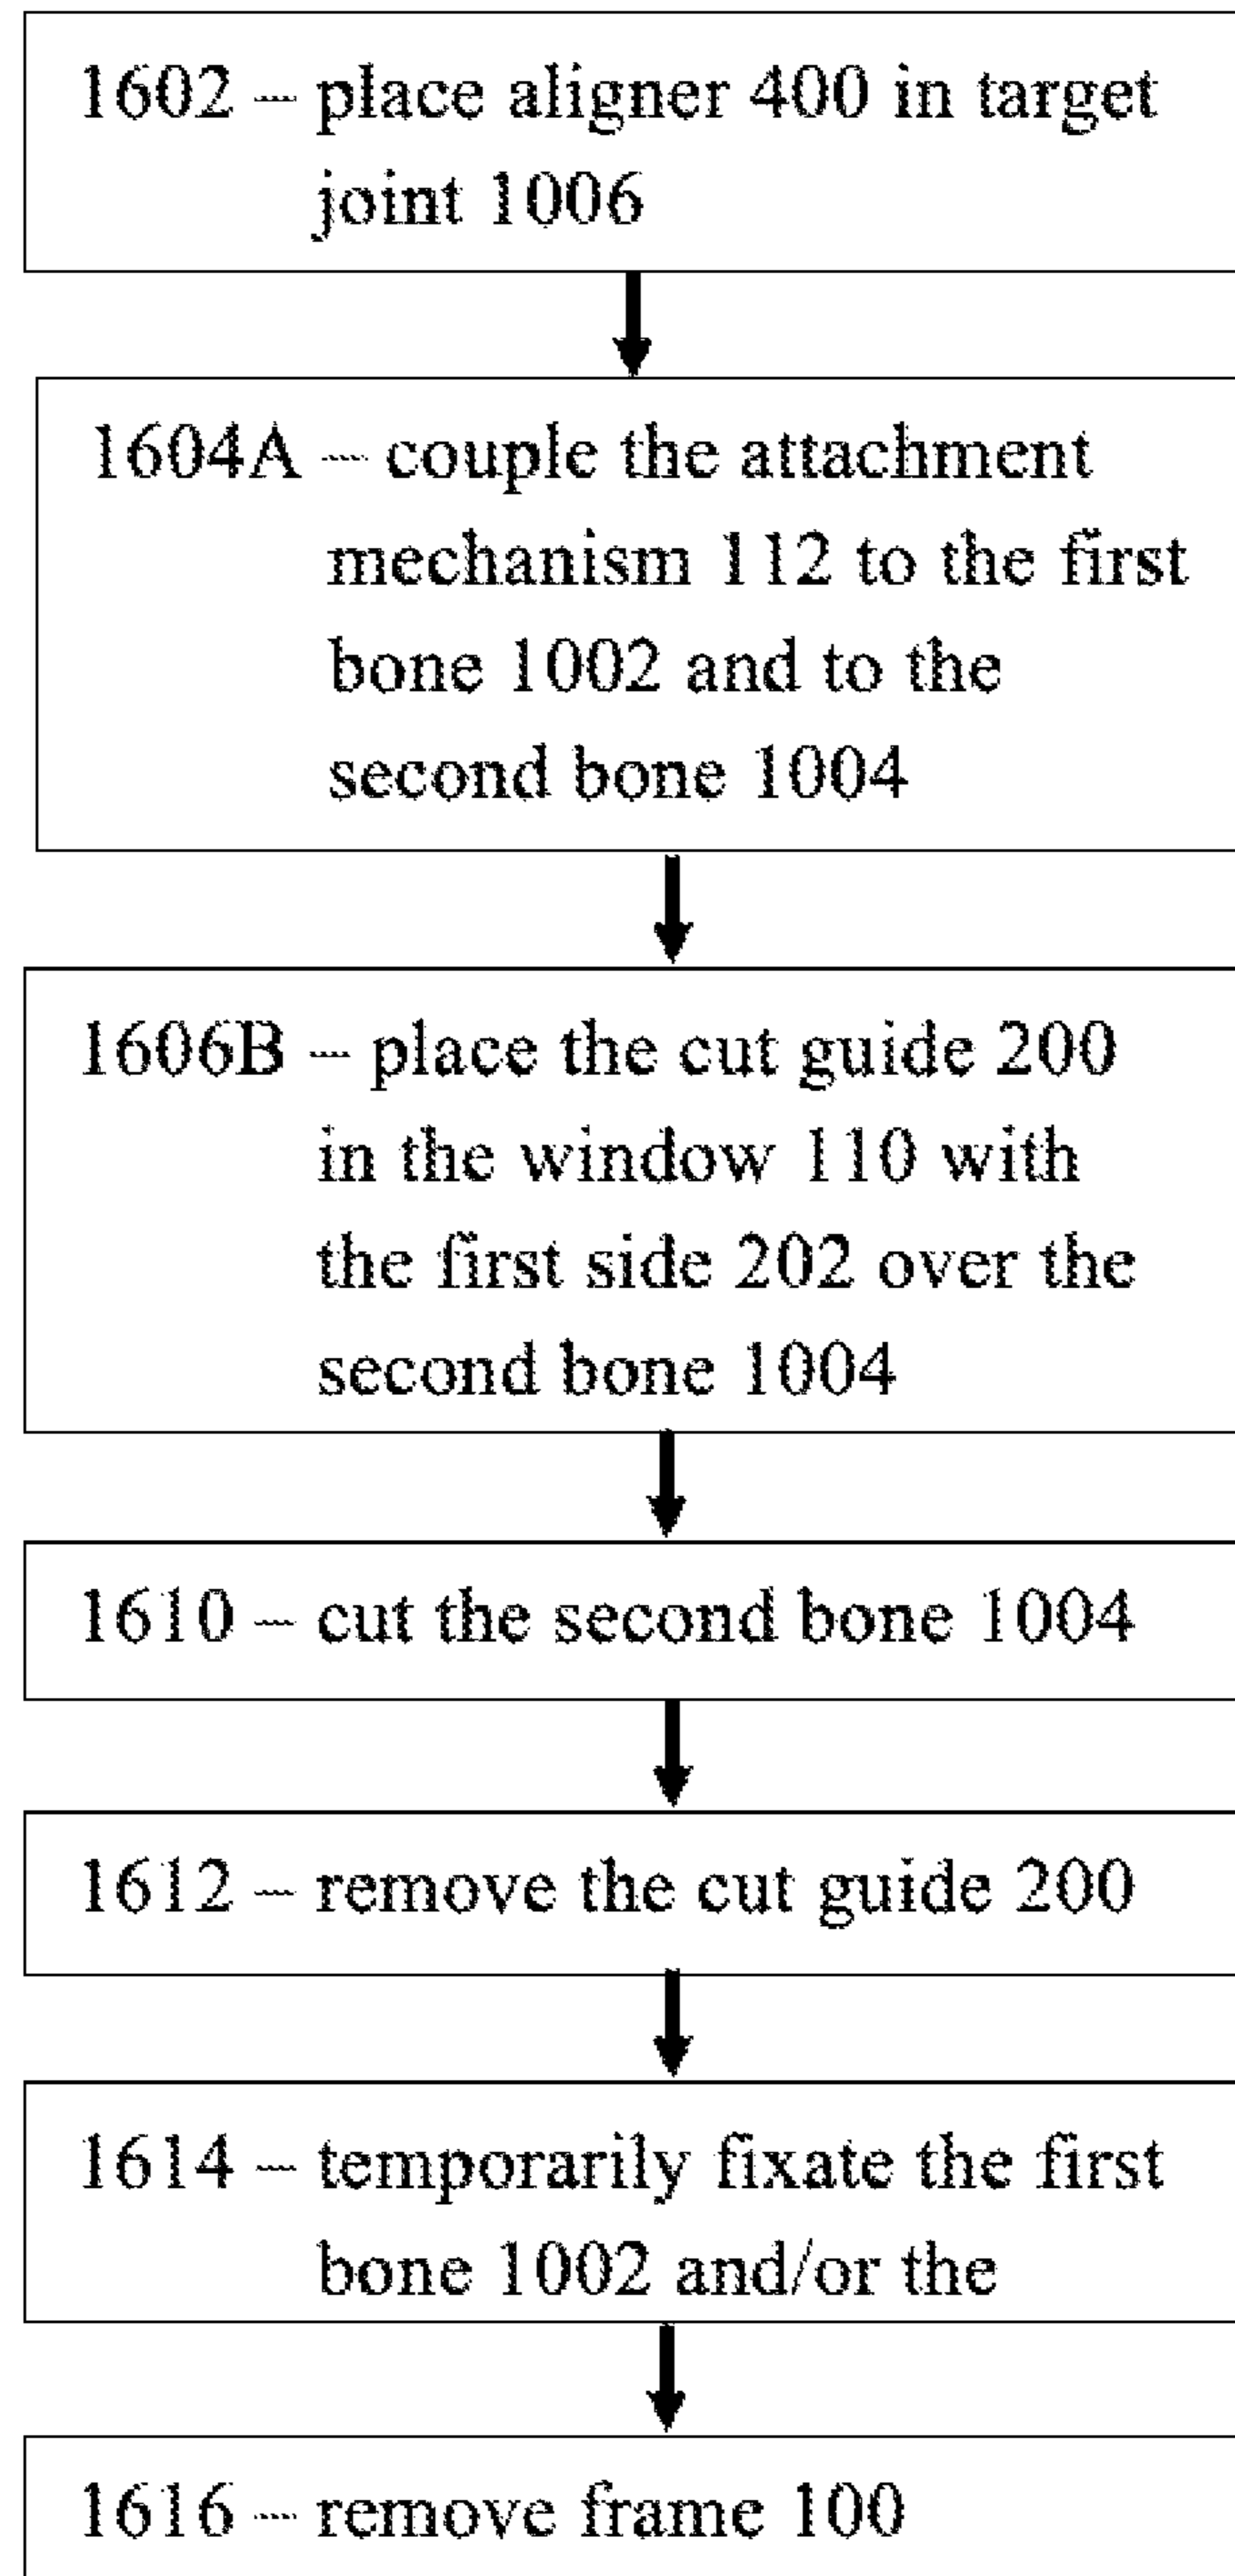 1602 – place aligner 400 in target
joint 1006
1604A – couple the attachment
mechanism 112 to the first
bone 1002 and to the
second bone 1004
1606B – place the cut guide 200
in the window 110 with
the first side 202 over the
second bone 1004
1610 – cut the second bone 1004
1612 – remove the cut guide 200
1614 – temporarily fixate the first
bone 1002 and/or the
1616 – remove frame 100